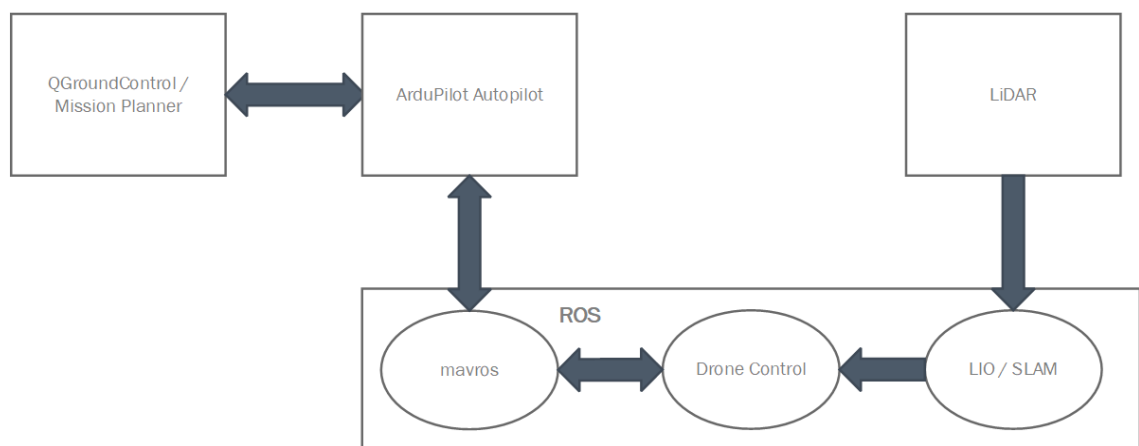 QGroundControl /
Mission Planner
ArduPilot Autopilot
LiDAR
ROS
mavros
Drone Control
LIO / SLAM